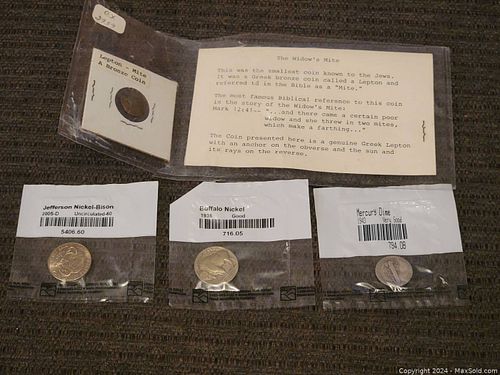 The Widow's Mite
This was the smallest coin known to the Jews.
It was a Greek bronze coin called a Lepton and
referred td in the Bible as a "Mite."
The most famous Biblical reference to this coin
is the story of the Widow's Mite:
Mark 12:41-- "...and there came a certain poor
widow and she threw in two mites,
which make a farthing..."
The Coin presented here is a genuine Greek Lepton
with an anchor on the obverse and the sun and
its rays on the reverse.
Lepton - Mite
A Bronze Coin
Jefferson Nickel-Bison
2005-D Uncirculated-60
5406.60
Buffalo Nickel
Good
716.05
Mercury Dime
Very Good
794.08
Copyright 2024 - MaxSold.com